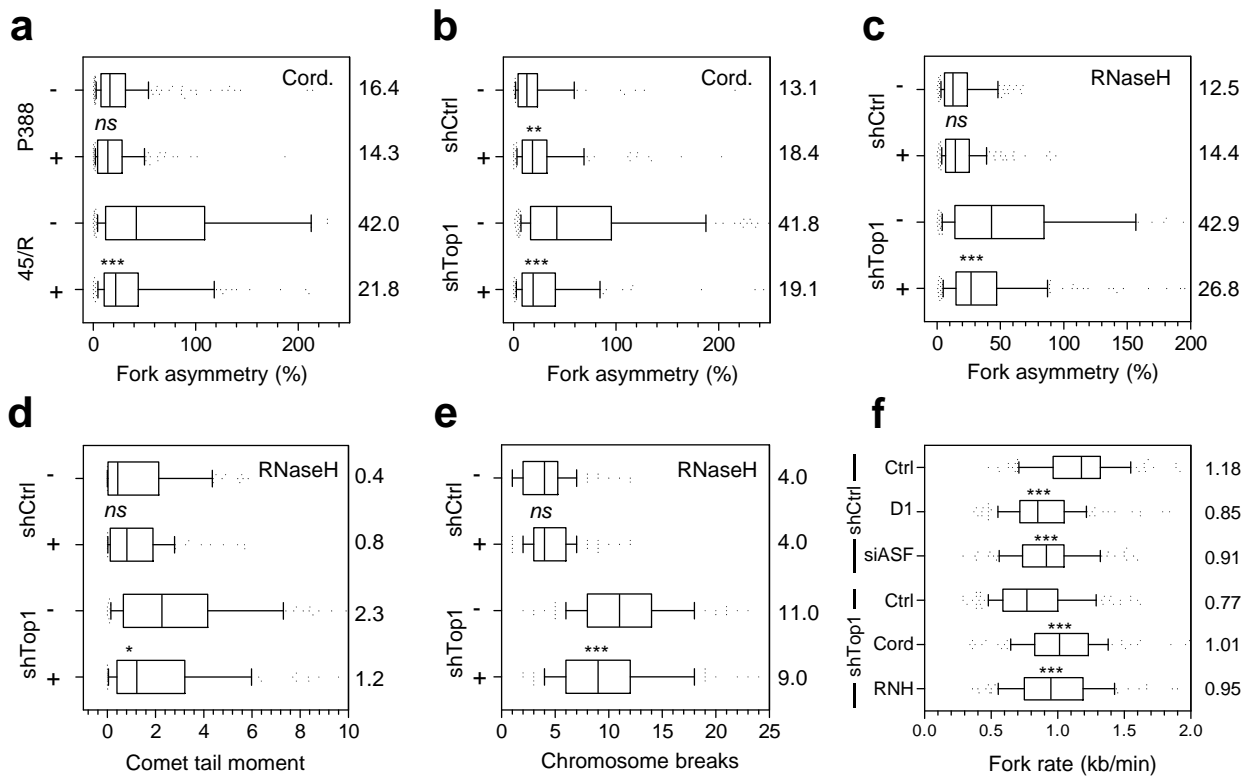 a
Cord.
P388
-
16.4
ns
+
14.3
45/R
-
42.0
***
+
21.8
0 100 200
Fork asymmetry (%)
b
Cord.
shCtrl
-
13.1
**
+
18.4
shTop1
-
41.8
***
+
19.1
0 100 200
Fork asymmetry (%)
c
RNaseH
shCtrl
-
12.5
ns
+
14.4
shTop1
-
42.9
***
+
26.8
0 50 100 150 200
Fork asymmetry (%)
d
RNaseH
shCtrl
-
0.4
ns
+
0.8
shTop1
-
2.3
*
+
1.2
0 2 4 6 8 10
Comet tail moment
e
RNaseH
shCtrl
-
4.0
ns
+
4.0
shTop1
-
11.0
***
+
9.0
0 5 10 15 20 25
Chromosome breaks
f
shCtrl
Ctrl
1.18
***
D1
0.85
***
siASF
0.91
shTop1
Ctrl
0.77
***
Cord
1.01
***
RNH
0.95
0.0 0.5 1.0 1.5 2.0
Fork rate (kb/min)